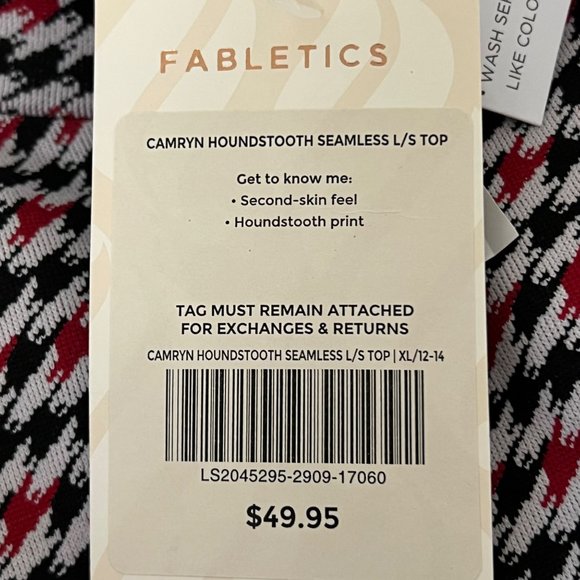 FABLETICS
WASH SE
LIKE COLO
CAMRYN HOUNDSTOOTH SEAMLESS L/S TOP
Get to know me:
• Second-skin feel
• Houndstooth print
TAG MUST REMAIN ATTACHED
FOR EXCHANGES & RETURNS
CAMRYN HOUNDSTOOTH SEAMLESS L/S TOP | XL/12-14
LS2045295-2909-17060
$49.95